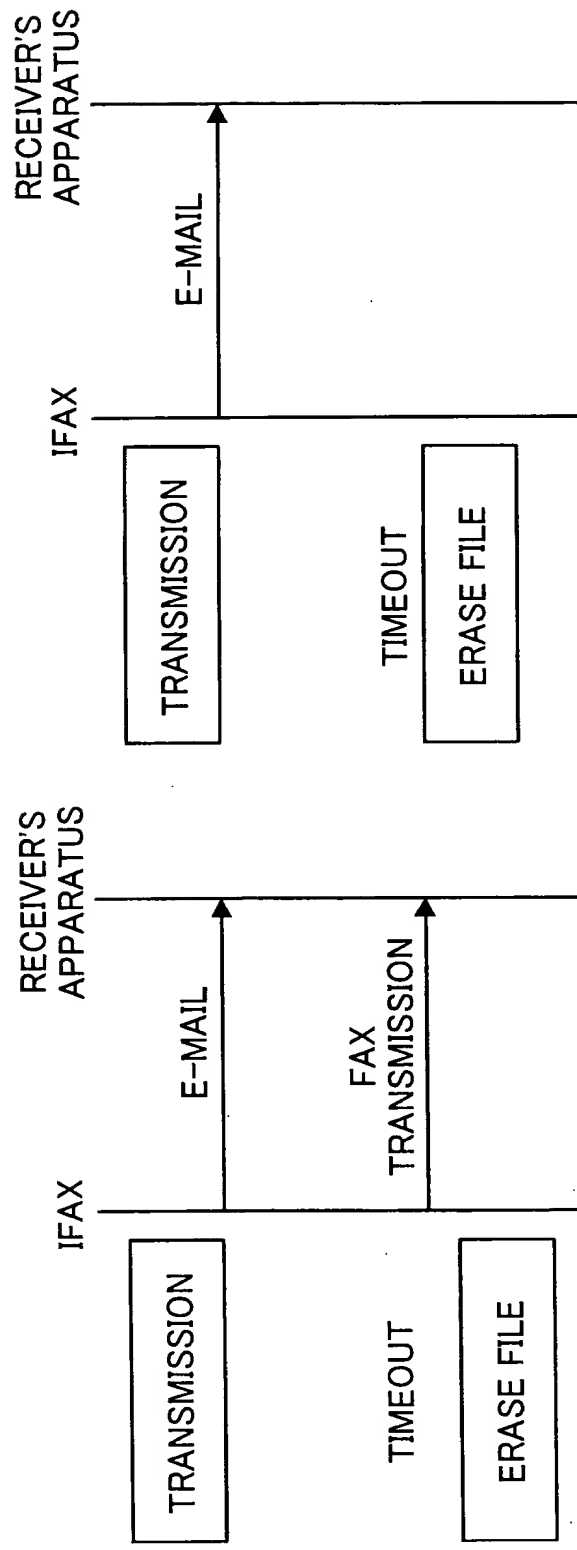 IFAX
RECEIVER'S
APPARATUS
TRANSMISSION
E-MAIL
TIMEOUT
FAX
TRANSMISSION
ERASE FILE
IFAX
RECEIVER'S
APPARATUS
TRANSMISSION
E-MAIL
TIMEOUT
ERASE FILE